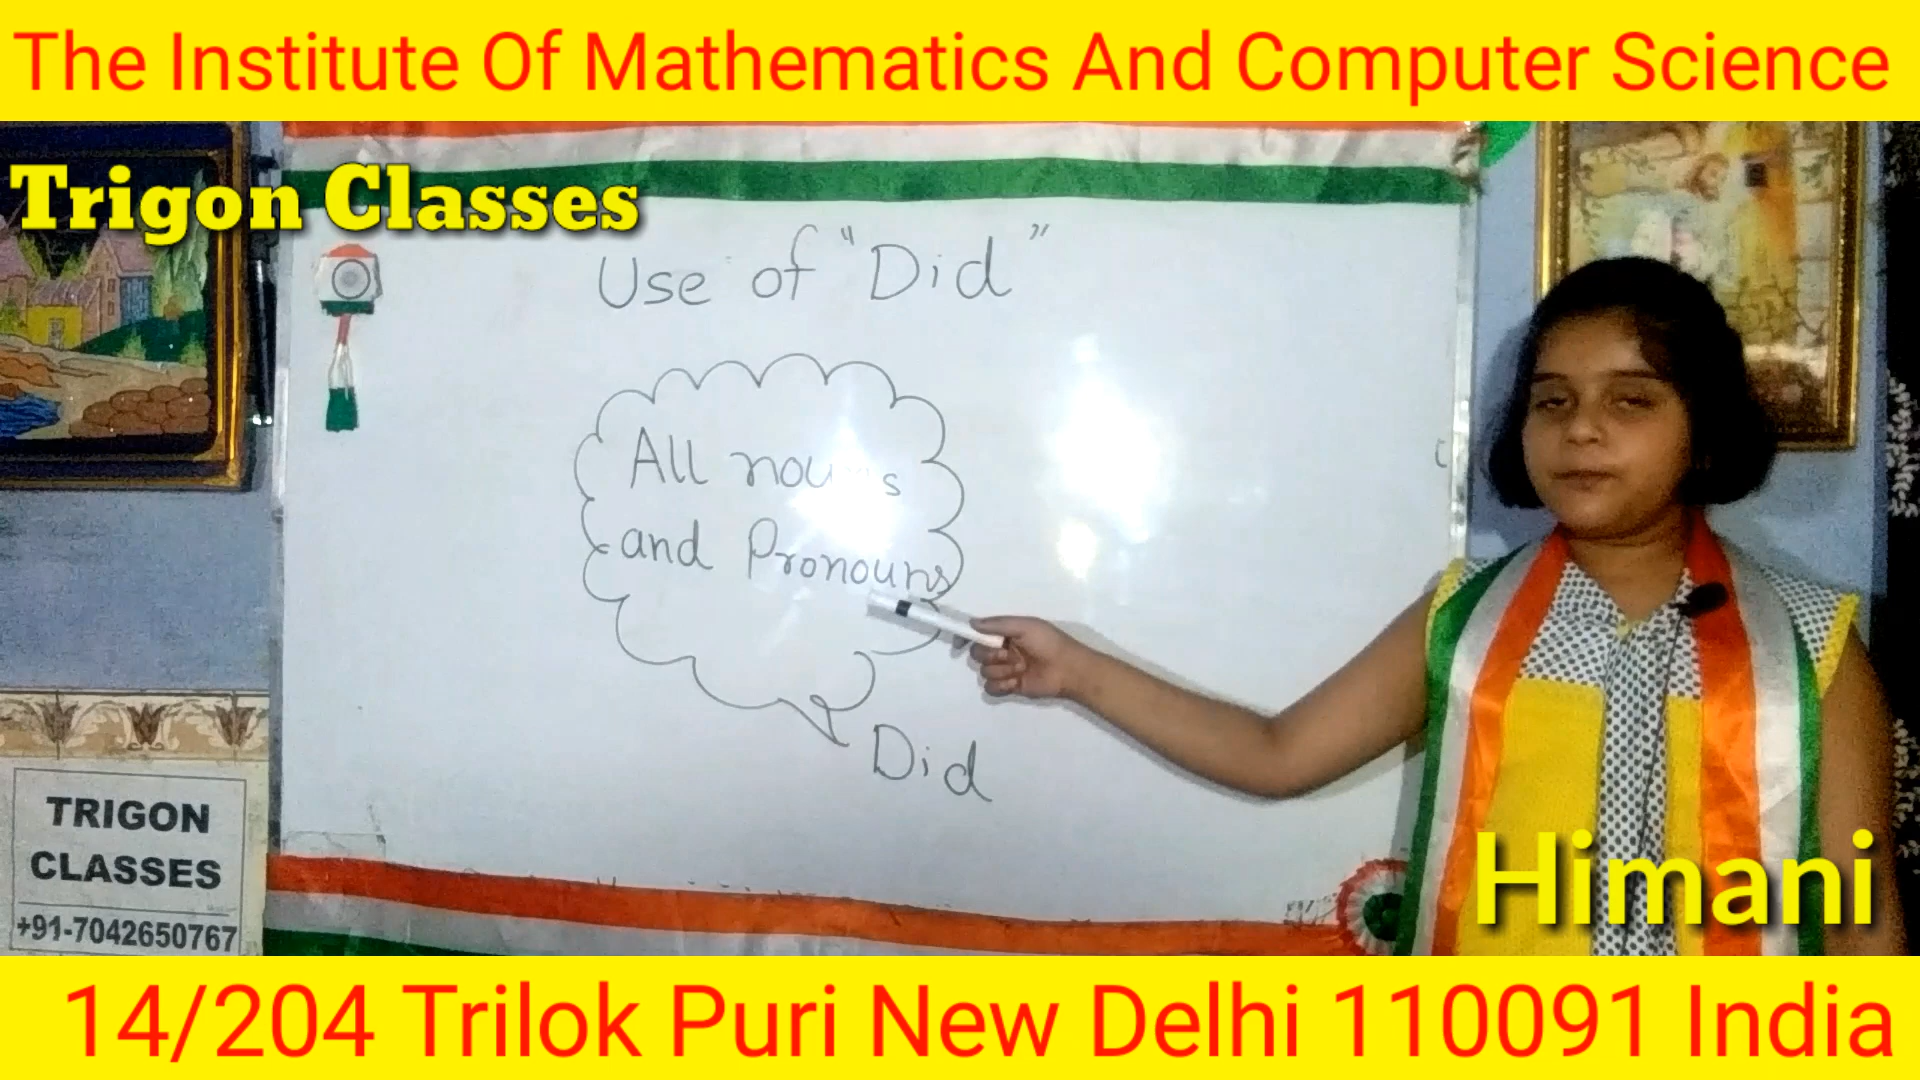 The Institute Of Mathematics And Computer Science
Trigon Classes
Use of "Did"
All nouns
and Pronouns
Did
TRIGON
CLASSES
+91-7042650767
Himani
14/204 Trilok Puri New Delhi 110091 India